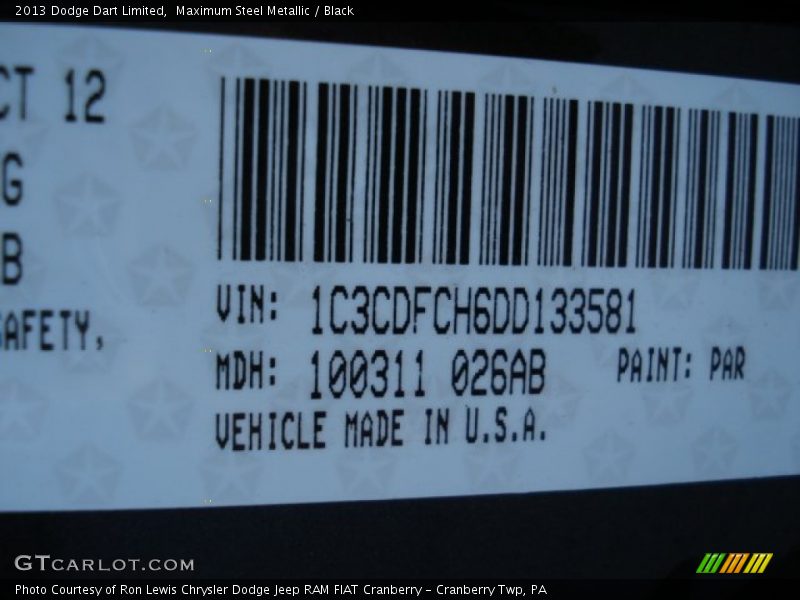 2013 Dodge Dart Limited,  Maximum Steel Metallic / Black
CT 12
G
B
SAFETY,
VIN: 1C3CDFCH6DD133581
MDH: 100311 026AB PAINT: PAR
VEHICLE MADE IN U.S.A.
GTCARLOT.COM
Photo Courtesy of Ron Lewis Chrysler Dodge Jeep RAM FIAT Cranberry – Cranberry Twp, PA